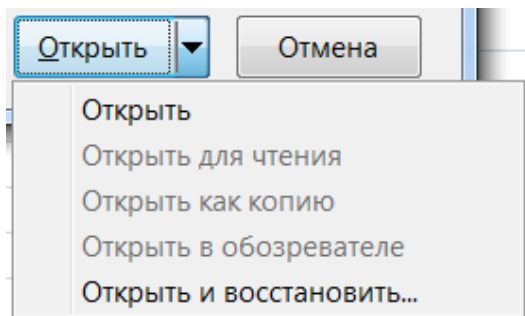 Открыть Отмена
Открыть
Открыть для чтения
Открыть как копию
Открыть в обозревателе
Открыть и восстановить...